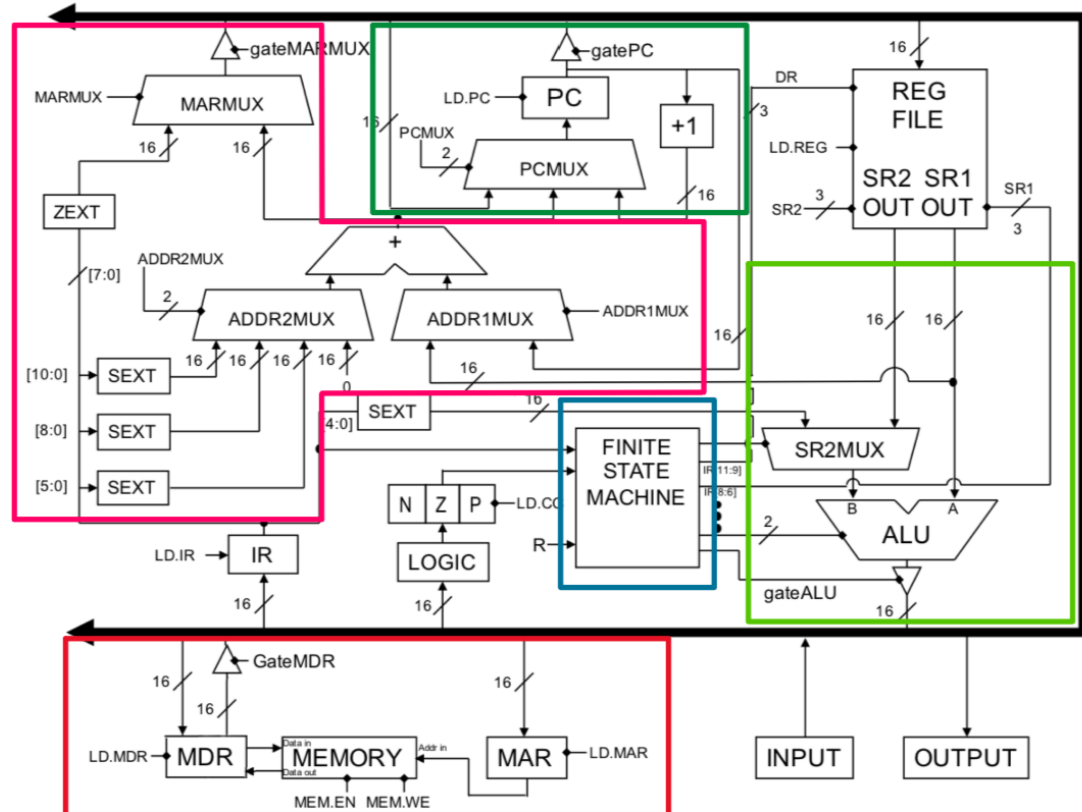 gateMARMUX
gatePC
16
DR
MARMUX
MARMUX
LD.PC
PC
REG
FILE
3
16
+1
PCMUX
2
PCMUX
16
16
LD.REG
16
ZEXT
SR2 SR1
OUT OUT
SR2
3
SR1
3
+
[7:0]
ADDR2MUX
2
ADDR2MUX
ADDR1MUX
ADDR1MUX
16
16
16
16
16
16
16
16
[10:0]
SEXT
0
16
SEXT
[4:0]
16
[8:0]
SEXT
FINITE
STATE
MACHINE
SR2MUX
IR[11:9]
IR[8:6]
[5:0]
SEXT
N Z P
LD.CC
B
A
ALU
2
R
LD.IR
IR
LOGIC
gateALU
16
16
16
GateMDR
16
16
16
LD.MDR
MDR
Data in
Data out
MEMORY
Addr in
MAR
LD.MAR
INPUT
OUTPUT
MEM.EN
MEM.WE